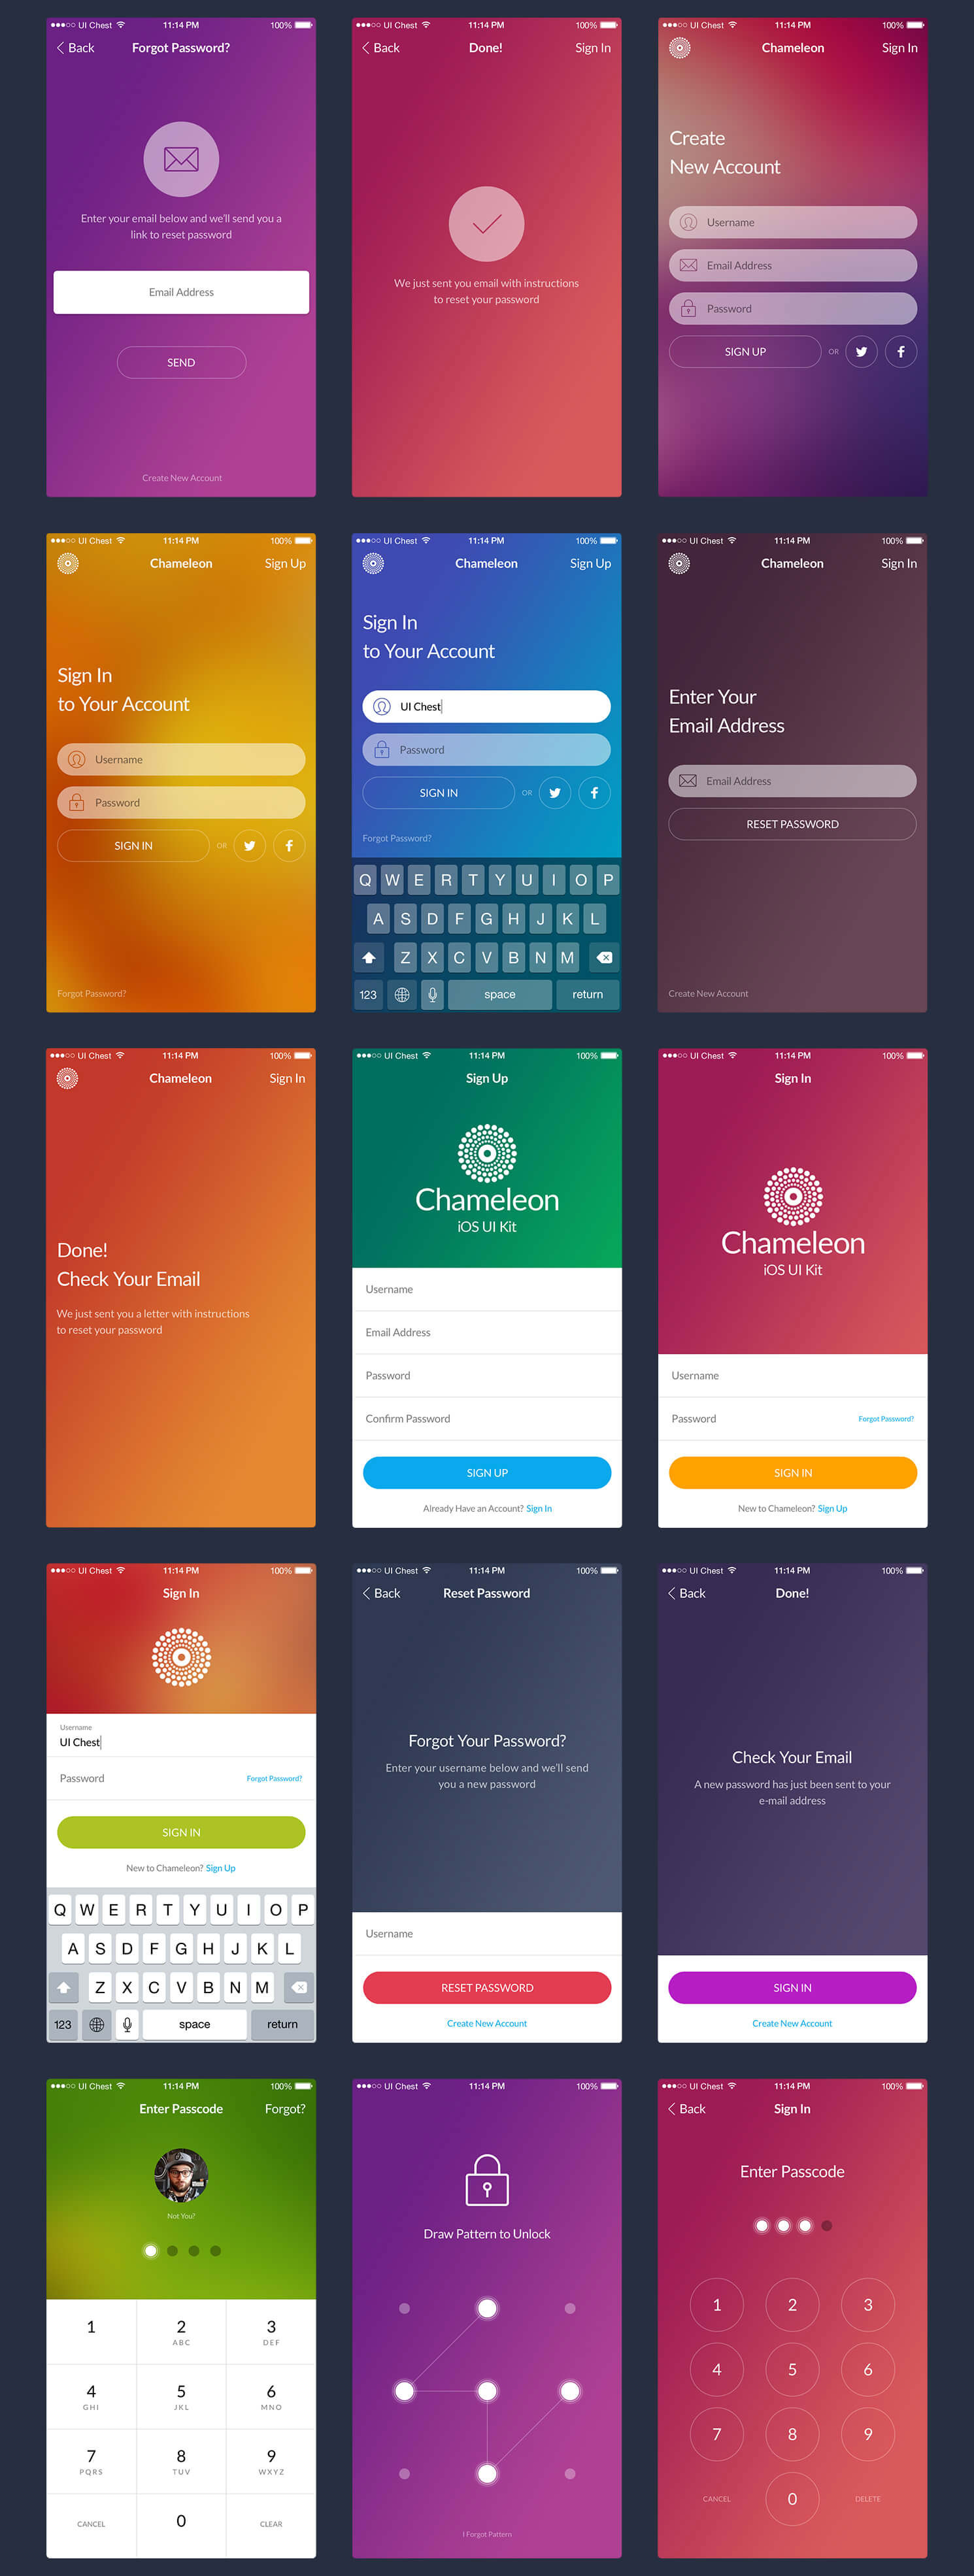 UI Chest 11:14 PM 100%
Back Forgot Password?
Enter your email below and we'll send you a
link to reset password
Email Address
SEND
Create New Account
UI Chest 11:14 PM 100%
Back Done! Sign In
We just sent you email with instructions
to reset your password
UI Chest 11:14 PM 100%
Chameleon Sign In
Create
New Account
Username
Email Address
Password
SIGN UP OR
UI Chest 11:14 PM 100%
Chameleon Sign Up
Sign In
to Your Account
Username
Password
SIGN IN OR
Forgot Password?
UI Chest 11:14 PM 100%
Chameleon Sign Up
Sign In
to Your Account
UI Chest
Password
SIGN IN OR
Forgot Password?
Q W E R T Y U I O P
A S D F G H J K L
Z X C V B N M
123 space return
UI Chest 11:14 PM 100%
Chameleon Sign In
Enter Your
Email Address
Email Address
RESET PASSWORD
Create New Account
UI Chest 11:14 PM 100%
Chameleon Sign In
Done!
Check Your Email
We just sent you a letter with instructions
to reset your password
UI Chest 11:14 PM 100%
Sign Up
Chameleon
iOS UI Kit
Username
Email Address
Password
Confirm Password
SIGN UP
Already Have an Account? Sign In
UI Chest 11:14 PM 100%
Sign In
Chameleon
iOS UI Kit
Username
Password Forgot Password?
SIGN IN
New to Chameleon? Sign Up
UI Chest 11:14 PM 100%
Sign In
Username
UI Chest
Password Forgot Password?
SIGN IN
New to Chameleon? Sign Up
Q W E R T Y U I O P
A S D F G H J K L
Z X C V B N M
123 space return
UI Chest 11:14 PM 100%
Back Reset Password
Forgot Your Password?
Enter your username below and we'll send
you a new password
Username
RESET PASSWORD
Create New Account
UI Chest 11:14 PM 100%
Back Done!
Check Your Email
A new password has just been sent to your
e-mail address
SIGN IN
Create New Account
UI Chest 11:14 PM 100%
Enter Passcode Forgot?
Not You?
1 2 3
ABC DEF
4 5 6
GHI JKL MNO
7 8 9
PQRS TUV WXYZ
CANCEL 0 CLEAR
UI Chest 11:14 PM 100%
Draw Pattern to Unlock
I Forgot Pattern
UI Chest 11:14 PM 100%
Back Sign In
Enter Passcode
1 2 3
4 5 6
7 8 9
CANCEL 0 DELETE